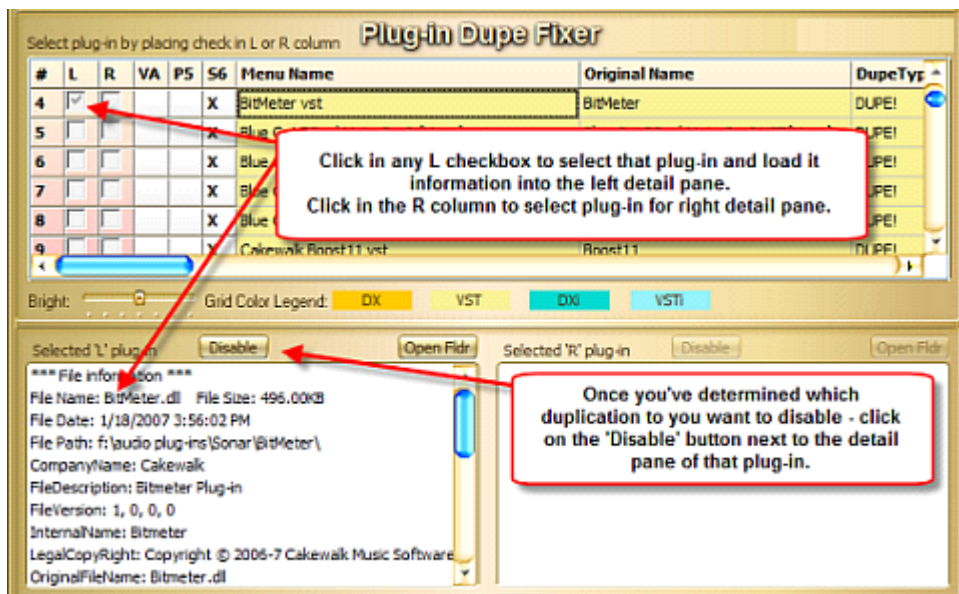 Select plug-in by placing check in L or R column Plug-in Dupe Fixer
# L R VA P5 S6 Menu Name Original Name DupeTyp
4 X BitMeter vst BitMeter DUPE!
5 X Blue DUPE!
6 X Blue UPE!
7 X UPE!
8 X Blue UPE!
Click in any L checkbox to select that plug-in and load it
information into the left detail pane.
Click in the R column to select plug-in for right detail pane.
9 X Cakewalk Boost11 vst Boost11 DUPE!
Bright: Grid Color Legend: DX VST DXi VSTi
Selected 'L' plug-in Disable Open Fldr Selected 'R' plug-in Disable Open Fldr
*** File information ***
File Name: BitMeter.dll File Size: 496.00KB
File Date: 1/18/2007 3:56:02 PM
File Path: f:\audio plug-ins\Sonar\BitMeter\
CompanyName: Cakewalk
FileDescription: Bitmeter Plug-in
FileVersion: 1, 0, 0, 0
InternalName: Bitmeter
LegalCopyRight: Copyright © 2006-7 Cakewalk Music Software
OriginalFileName: Bitmeter.dll
Once you've determined which
duplication to you want to disable - click
on the 'Disable' button next to the detail
pane of that plug-in.